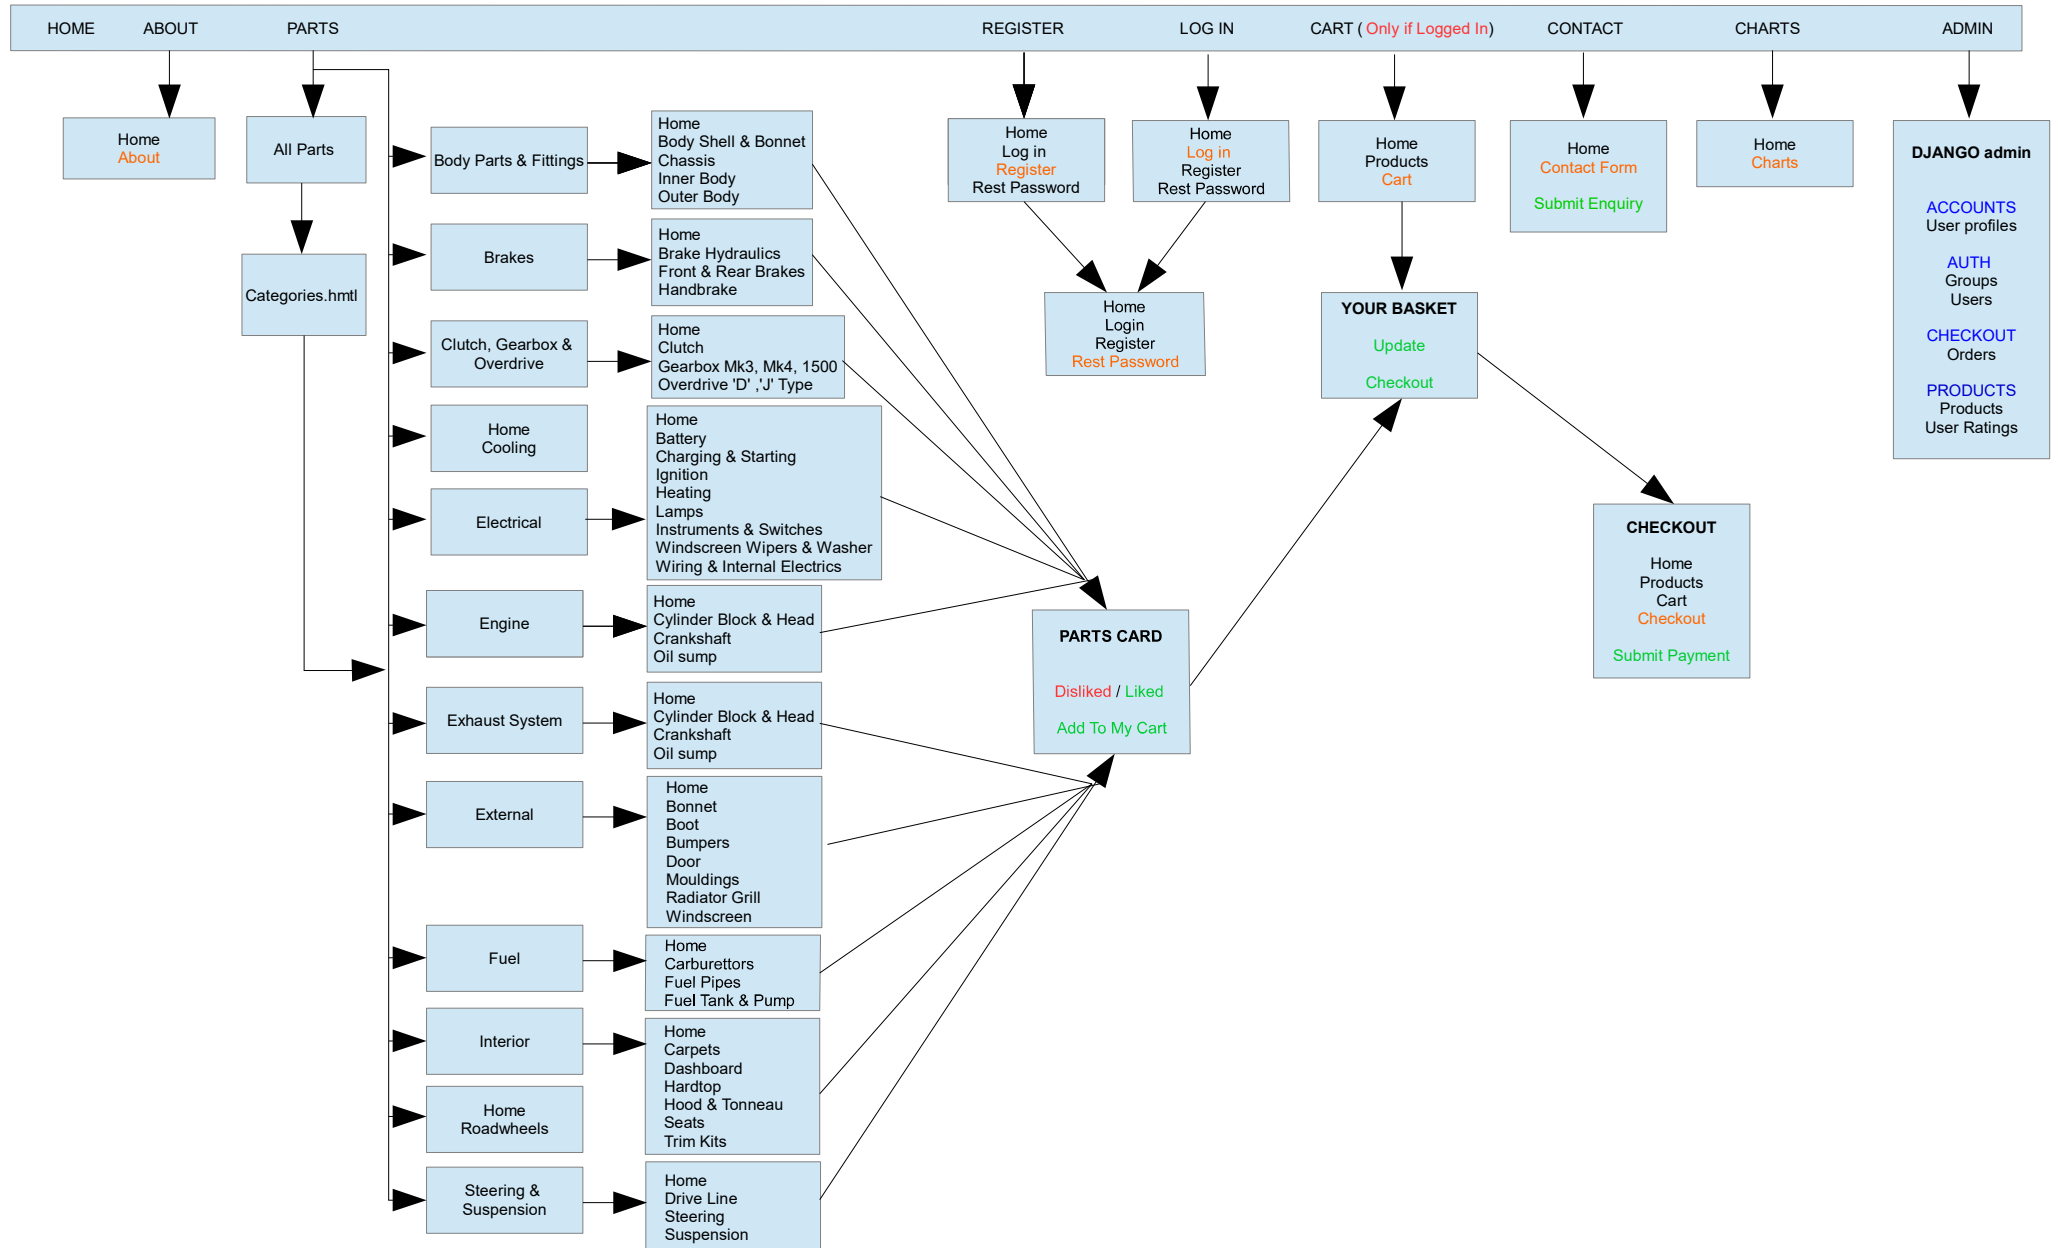 HOME
ABOUT
PARTS
REGISTER
LOG IN
CART ( Only if Logged In)
CONTACT
CHARTS
ADMIN
Home
About
All Parts
Categories.hmtl
Body Parts & Fittings
Home
Body Shell & Bonnet
Chassis
Inner Body
Outer Body
Brakes
Home
Brake Hydraulics
Front & Rear Brakes
Handbrake
Clutch, Gearbox &
Overdrive
Home
Clutch
Gearbox Mk3, Mk4, 1500
Overdrive 'D' ,'J' Type
Home
Cooling
Electrical
Home
Battery
Charging & Starting
Ignition
Heating
Lamps
Instruments & Switches
Windscreen Wipers & Washer
Wiring & Internal Electrics
Engine
Home
Cylinder Block & Head
Crankshaft
Oil sump
Exhaust System
Home
Cylinder Block & Head
Crankshaft
Oil sump
External
Home
Bonnet
Boot
Bumpers
Door
Mouldings
Radiator Grill
Windscreen
Fuel
Home
Carburettors
Fuel Pipes
Fuel Tank & Pump
Interior
Home
Carpets
Dashboard
Hardtop
Hood & Tonneau
Seats
Trim Kits
Home
Roadwheels
Steering &
Suspension
Home
Drive Line
Steering
Suspension
PARTS CARD
Disliked / Liked
Add To My Cart
Home
Log in
Register
Rest Password
Home
Log in
Register
Rest Password
Home
Login
Register
Rest Password
Home
Products
Cart
YOUR BASKET
Update
Checkout
CHECKOUT
Home
Products
Cart
Checkout
Submit Payment
Home
Contact Form
Submit Enquiry
Home
Charts
DJANGO admin
ACCOUNTS
User profiles
AUTH
Groups
Users
CHECKOUT
Orders
PRODUCTS
Products
User Ratings